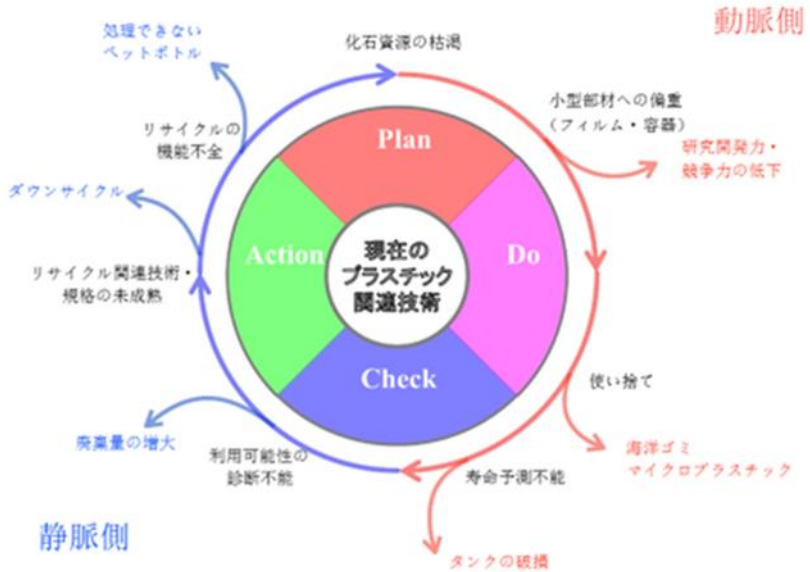 動脈側
処理できない
ペットボトル
化石資源の枯渇
小型部材への偏重
（フィルム・容器）
研究開発力・
競争力の低下
リサイクルの
機能不全
ダウンサイクル
リサイクル関連技術・
規格の未成熟
Plan
Do
Check
Action
現在の
プラスチック
関連技術
使い捨て
海洋ゴミ
マイクロプラスチック
寿命予測不能
タンクの破損
利用可能性の
診断不能
廃棄量の増大
静脈側